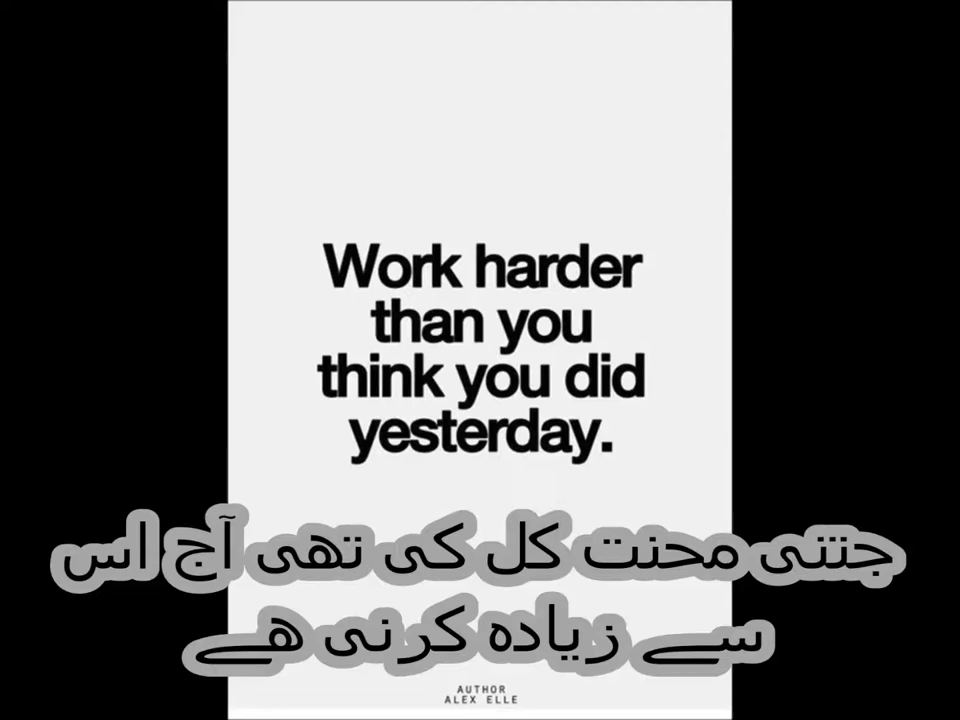 Work harder
than you
think you did
yesterday.
جتنی محنت کل کی تھی آج اس
سے زیادہ کرنی ھے
AUTHOR
ALEX ELLE